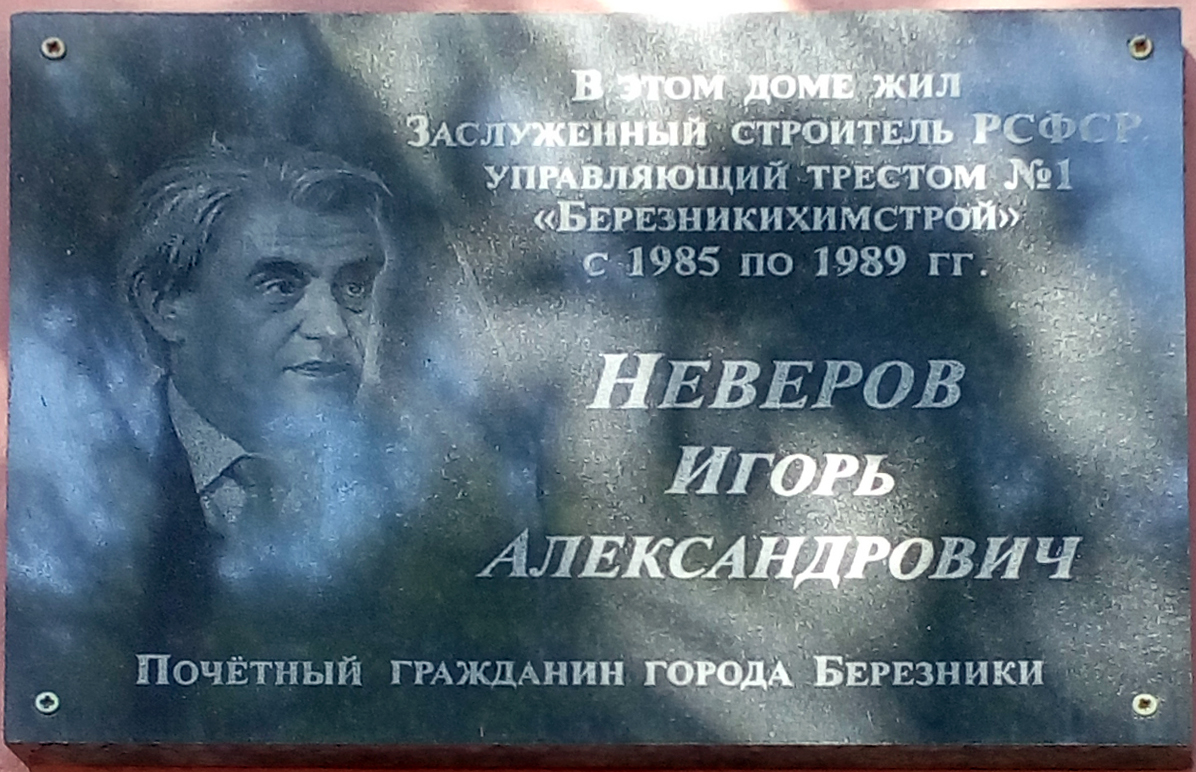 В этом доме жил
Заслуженный строитель РСФСР
управляющий трестом №1
«Березникихимстрой»
с 1985 по 1989 гг.
Неверов
Игорь
Александрович
Почётный гражданин города Березники